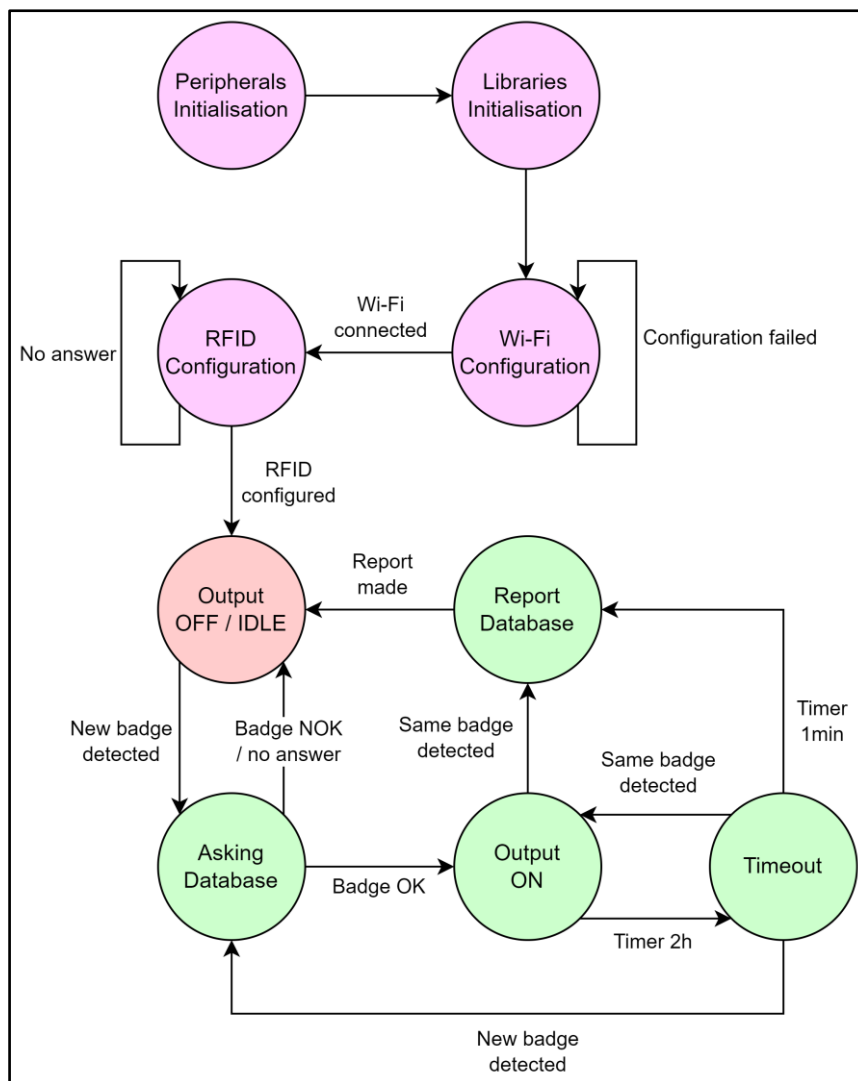 Peripherals
Initialisation
Libraries
Initialisation
No answer
RFID
Configuration
Wi-Fi
connected
Wi-Fi
Configuration
Configuration failed
RFID
configured
Output
OFF / IDLE
Report
made
Report
Database
New badge
detected
Badge NOK
/ no answer
Same badge
detected
Same badge
detected
Timer
1min
Asking
Database
Badge OK
Output
ON
Timer 2h
Timeout
New badge
detected